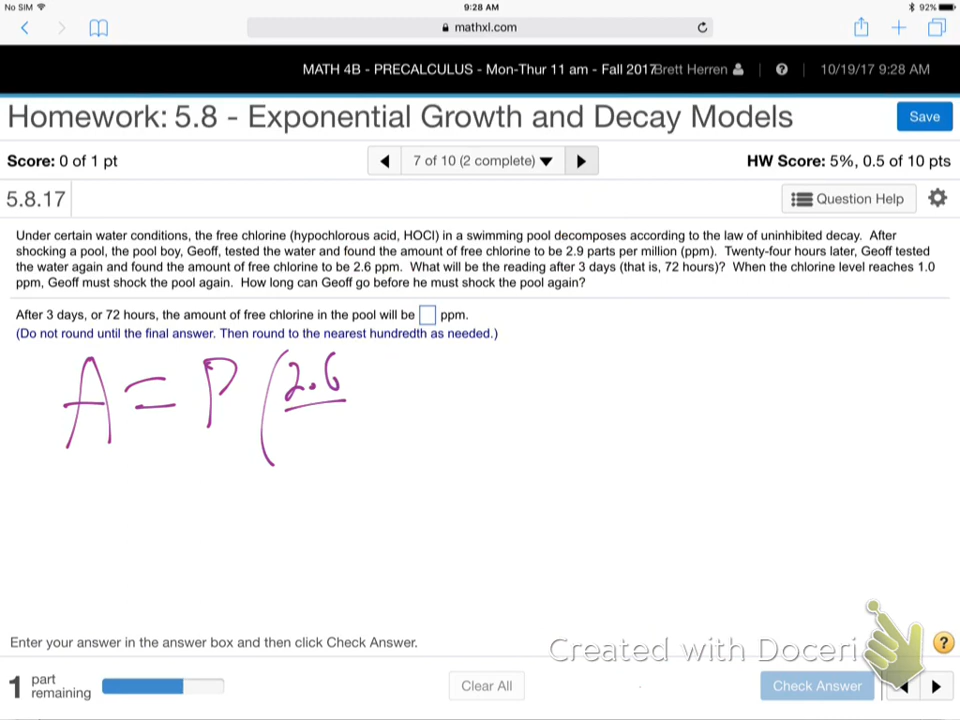 No SIM 9:28 AM 92%
mathxl.com
MATH 4B - PRECALCULUS - Mon-Thur 11 am - Fall 2017 Brett Herren ? 10/19/17 9:28 AM
Homework: 5.8 - Exponential Growth and Decay Models Save
Score: 0 of 1 pt 7 of 10 (2 complete) HW Score: 5%, 0.5 of 10 pts
5.8.17 Question Help
Under certain water conditions, the free chlorine (hypochlorous acid, HOCl) in a swimming pool decomposes according to the law of uninhibited decay. After
shocking a pool, the pool boy, Geoff, tested the water and found the amount of free chlorine to be 2.9 parts per million (ppm). Twenty-four hours later, Geoff tested
the water again and found the amount of free chlorine to be 2.6 ppm. What will be the reading after 3 days (that is, 72 hours)? When the chlorine level reaches 1.0
ppm, Geoff must shock the pool again. How long can Geoff go before he must shock the pool again?
After 3 days, or 72 hours, the amount of free chlorine in the pool will be ppm.
(Do not round until the final answer. Then round to the nearest hundredth as needed.)
A = P (2.6
Enter your answer in the answer box and then click Check Answer.
Created with Doceri
?
1 part remaining Clear All Check Answer